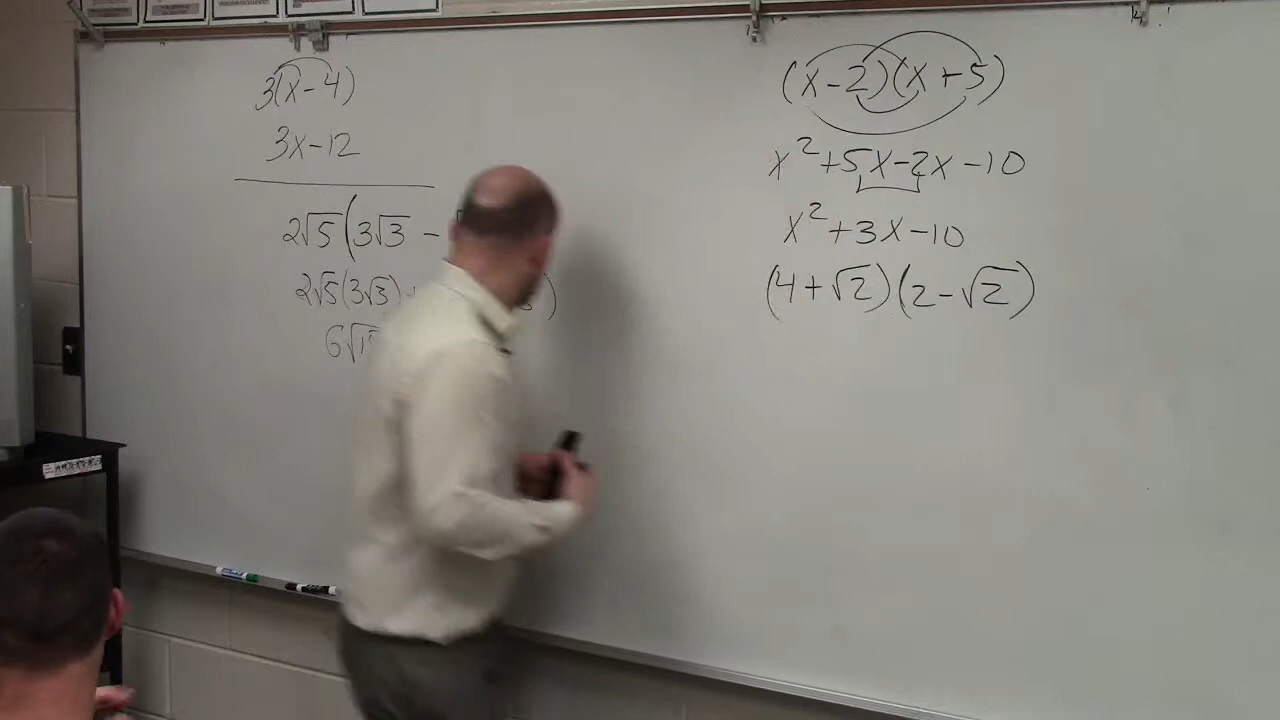 3(x-4)
3x-12
2√5(3√3 -
2√5(3√3)
6√1
(x-2)(x+5)
x²+5x-2x-10
x²+3x-10
(4+√2)(2-√2)